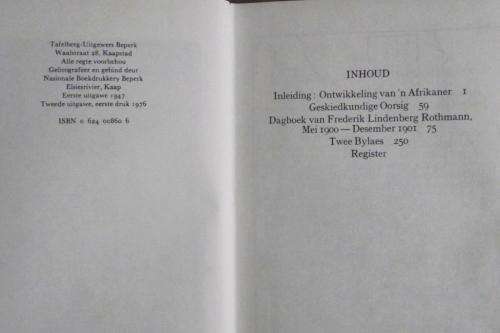 Tafelberg-Uitgewers Beperk
Waalstraat 28, Kaapstad
Alle regte voorbehou
Gelitografeer en gebind deur
Nasionale Boekdrukkery Beperk
Elsiesrivier, Kaap
Eerste uitgawe 1947
Tweede uitgawe, eerste druk 1976
ISBN 0 624 00860 6
INHOUD
Inleiding: Ontwikkeling van 'n Afrikaner 1
Geskiedkundige Oorsig 59
Dagboek van Frederik Lindenberg Rothmann,
Mei 1900 — Desember 1901 75
Twee Bylaes 250
Register